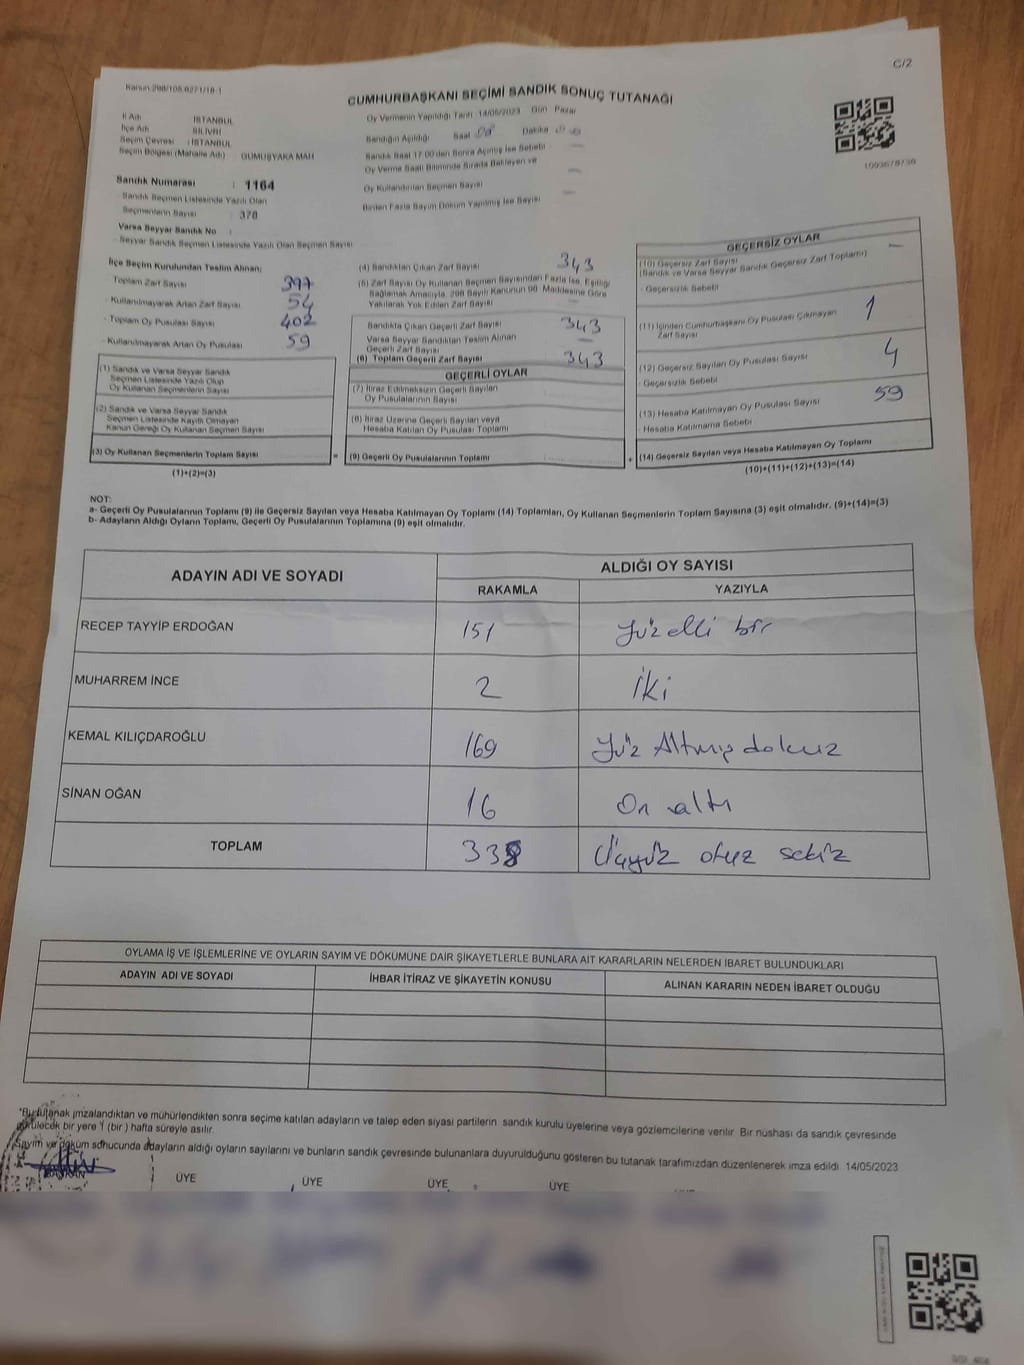 C/2
Kanun:298/105.6271/18-1
CUMHURBAŞKANI SEÇİMİ SANDIK SONUÇ TUTANAĞI
İl Adı : İSTANBUL
İlçe Adı : SİLİVRİ
Seçim Çevresi : İSTANBUL
Seçim Bölgesi (Mahalle Adı) GÜMÜŞYAKA MAH
Sandık Numarası : 1164
Sandık Seçmen Listesinde Yazılı Olan
Seçmenlerin Sayısı : 378
Varsa Seyyar Sandık No :
Seyyar Sandık Seçmen Listesinde Yazılı Olan Seçmen Sayısı
Oy Vermenin Yapıldığı Tarih 14/05/2023 Gün Pazar
Sandığın Açıldığı Saat Dakika
Sandık Saat 17.00'den Sonra Açılmış İse Sebebi
Oy Verme Saati Bitiminde Sırada Bekleyen ve
Oy Kullandırılan Seçmen Sayısı
Birden Fazla Sayım Döküm Yapılmış İse Sayısı
1093678738
İlçe Seçim Kurulundan Teslim Alınan;
Toplam Zarf Sayısı 397
- Kullanılmayarak Artan Zarf Sayısı 54
- Toplam Oy Pusulası Sayısı 402
- Kullanılmayarak Artan Oy Pusulası 59
(1) Sandık ve Varsa Seyyar Sandık
Seçmen Listesinde Yazılı Olup
Oy Kullanan Seçmenlerin Sayısı
(2) Sandık ve Varsa Seyyar Sandık
Seçmen Listesinde Kayıtlı Olmayan
Kanun Gereği Oy Kullanan Seçmen Sayısı
(3) Oy Kullanan Seçmenlerin Toplam Sayısı =
(1)+(2)=(3)
(4) Sandıktan Çıkan Zarf Sayısı 343
(5) Zarf Sayısı Oy Kullanan Seçmen Sayısından Fazla İse, Eşitliği
Sağlamak Amacıyla, 298 Sayılı Kanunun 98. Maddesine Göre
Yakılarak Yok Edilen Zarf Sayısı
Sandıkta Çıkan Geçerli Zarf Sayısı 343
Varsa Seyyar Sandıktan Teslim Alınan
Geçerli Zarf Sayısı
(6) Toplam Geçerli Zarf Sayısı 343
GEÇERLİ OYLAR
(7) İtiraz Edilmeksizin Geçerli Sayılan
Oy Pusulalarının Sayısı
(8) İtiraz Üzerine Geçerli Sayılan veya
Hesaba Katılan Oy Pusulası Toplamı
(9) Geçerli Oy Pusulalarının Toplamı +
GEÇERSİZ OYLAR
(10) Geçersiz Zarf Sayısı
(Sandık ve Varsa Seyyar Sandık Geçersiz Zarf Toplamı) —
- Geçersizlik Sebebi
(11) İçinden Cumhurbaşkanı Oy Pusulası Çıkmayan
Zarf Sayısı 1
(12) Geçersiz Sayılan Oy Pusulası Sayısı 4
- Geçersizlik Sebebi
(13) Hesaba Katılmayan Oy Pusulası Sayısı 59
- Hesaba Katılmama Sebebi
(14) Geçersiz Sayılan veya Hesaba Katılmayan Oy Toplamı
(10)+(11)+(12)+(13)=(14)
NOT:
a- Geçerli Oy Pusulalarının Toplamı (9) ile Geçersiz Sayılan veya Hesaba Katılmayan Oy Toplamı (14) Toplamları, Oy Kullanan Seçmenlerin Toplam Sayısına (3) eşit olmalıdır. (9)+(14)=(3)
b- Adayların Aldığı Oyların Toplamı, Geçerli Oy Pusulalarının Toplamına (9) eşit olmalıdır.
ADAYIN ADI VE SOYADI ALDIĞI OY SAYISI
RAKAMLA YAZIYLA
RECEP TAYYİP ERDOĞAN 151 Yüz elli bir
MUHARREM İNCE 2 İki
KEMAL KILIÇDAROĞLU 169 Yüz Altmış dokuz
SİNAN OĞAN 16 On altı
TOPLAM 338 Üçyüz otuz sekiz
OYLAMA İŞ VE İŞLEMLERİNE VE OYLARIN SAYIM VE DÖKÜMÜNE DAİR ŞİKAYETLERLE BUNLARA AİT KARARLARIN NELERDEN İBARET BULUNDUKLARI
ADAYIN ADI VE SOYADI İHBAR İTİRAZ VE ŞİKAYETİN KONUSU ALINAN KARARIN NEDEN İBARET OLDUĞU
*Bu tutanak imzalandıktan ve mühürlendikten sonra seçime katılan adayların ve talep eden siyasi partilerin sandık kurulu üyelerine veya gözlemcilerine verilir. Bir nüshası da sandık çevresinde
görülecek bir yere 1 (bir) hafta süreyle asılır.
Sayım ve döküm sonucunda adayların aldığı oyların sayılarını ve bunların sandık çevresinde bulunanlara duyurulduğunu gösteren bu tutanak tarafımızdan düzenlenerek imza edildi. 14/05/2023
BAŞKAN ÜYE ÜYE ÜYE ÜYE